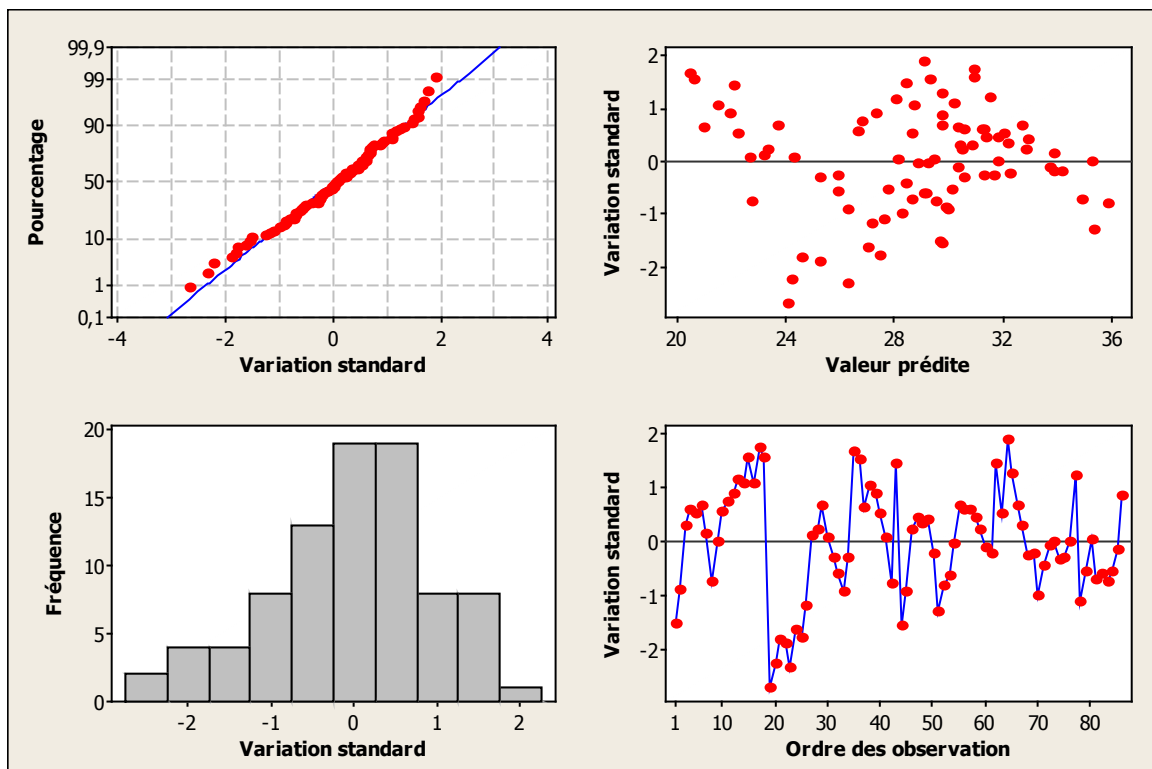 99,9
99
90
50
10
1
0,1
Pourcentage
-4 -2 0 2 4
Variation standard
2
1
0
-1
-2
Variation standard
20 24 28 32 36
Valeur prédite
20
15
10
5
0
Fréquence
-2 -1 0 1 2
Variation standard
2
1
0
-1
-2
Variation standard
1 10 20 30 40 50 60 70 80
Ordre des observation